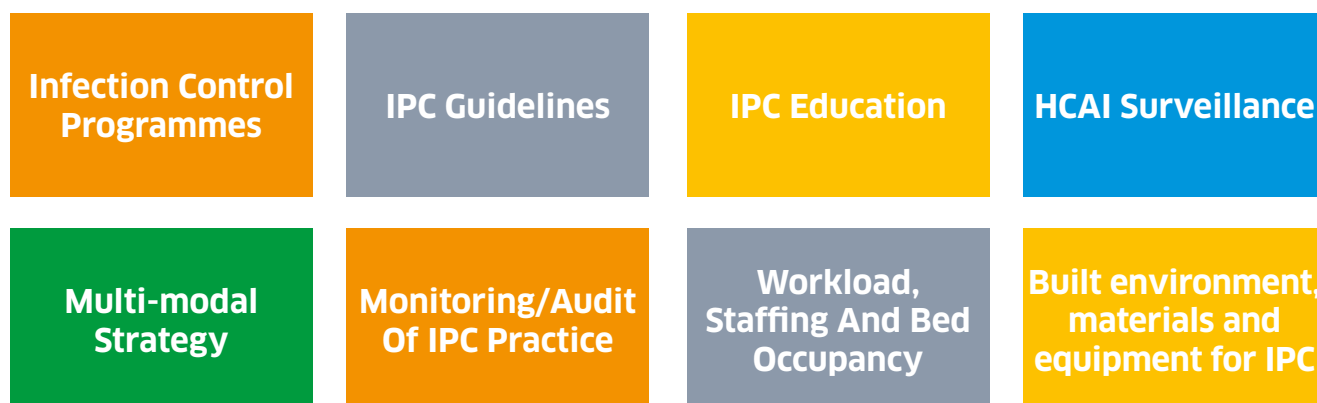 Infection Control
Programmes
IPC Guidelines
IPC Education
HCAI Surveillance
Multi-modal
Strategy
Monitoring/Audit
Of IPC Practice
Workload,
Staffing And Bed
Occupancy
Built environment,
materials and
equipment for IPC